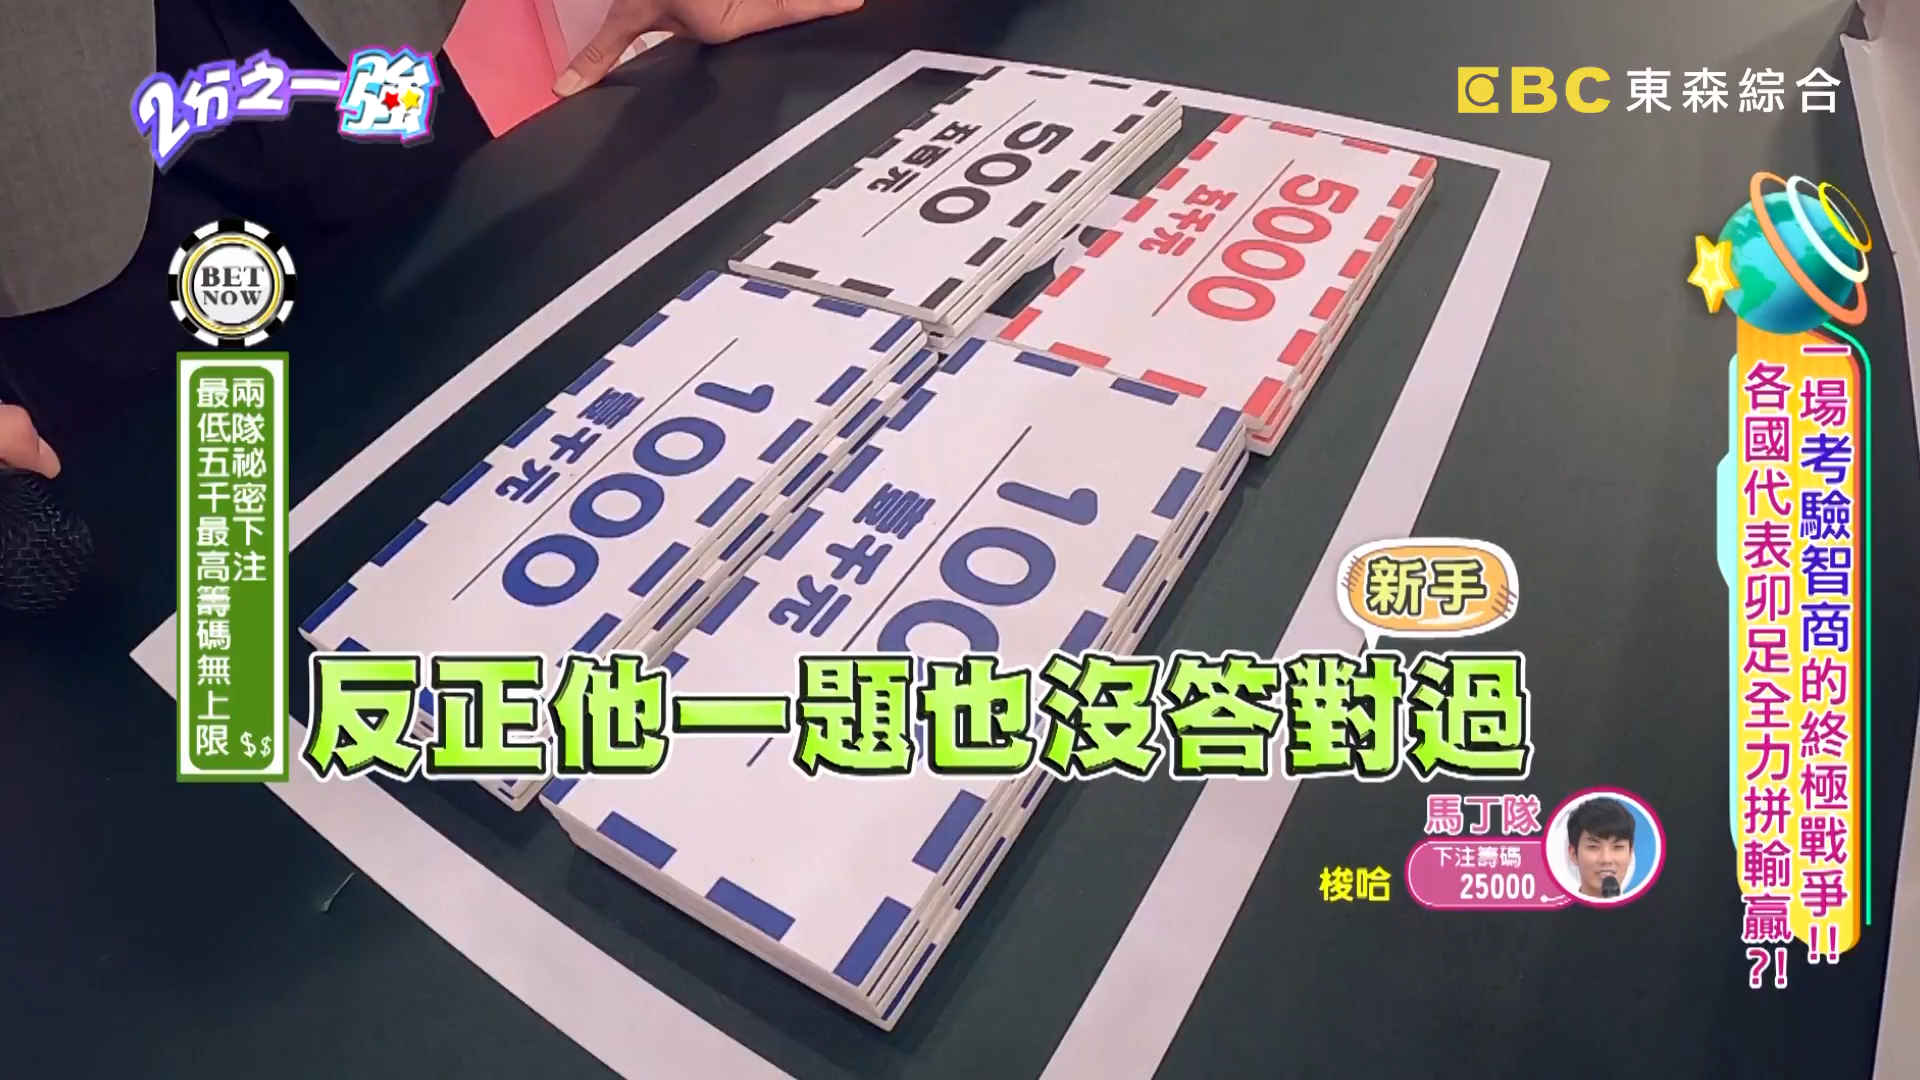 2分之一強
EBC東森綜合
BET
NOW
兩隊祕密下注
最低五千最高籌碼無上限 $$
500
五百元
5000
五千元
1000
壹千元
100
壹千元
一場考驗智商的終極戰爭!!
各國代表卯足全力拼輸贏?!
新手
反正他一題也沒答對過
馬丁隊
下注籌碼
25000
梭哈